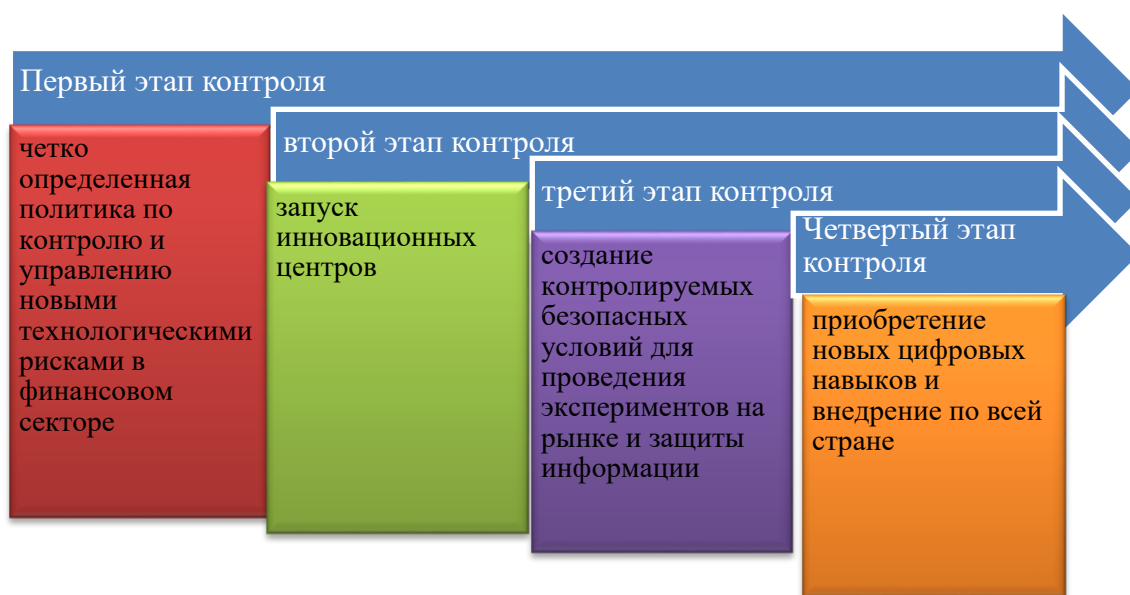 Первый этап контроля
четко
определенная
политика по
контролю и
управлению
новыми
технологическими
рисками в
финансовом
секторе
второй этап контроля
запуск
инновационных
центров
третий этап контроля
создание
контролируемых
безопасных
условий для
проведения
экспериментов на
рынке и защиты
информации
Четвертый этап
контроля
приобретение
новых цифровых
навыков и
внедрение по всей
стране